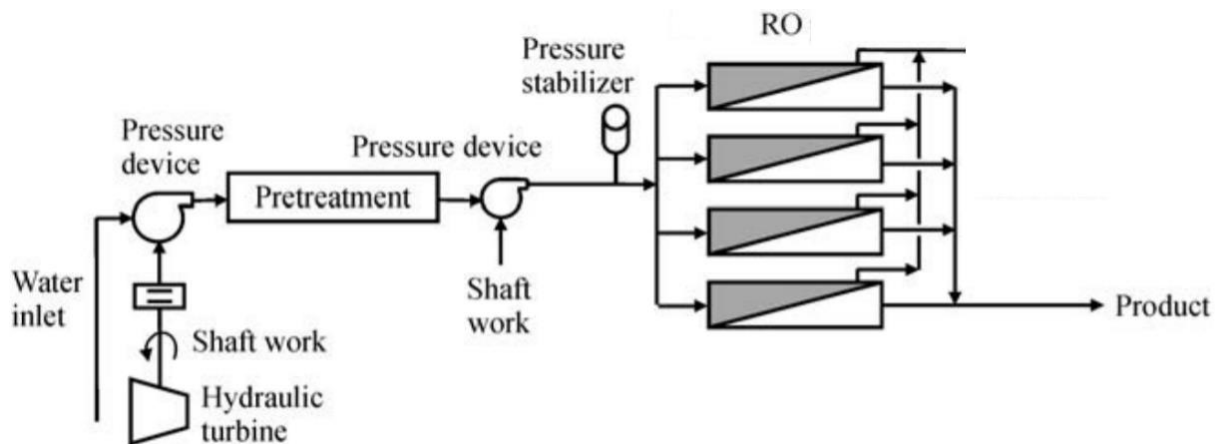 RO
Pressure
stabilizer
Pressure
device
Pressure device
Pretreatment
Water
inlet
Shaft
work
Product
Shaft work
Hydraulic
turbine